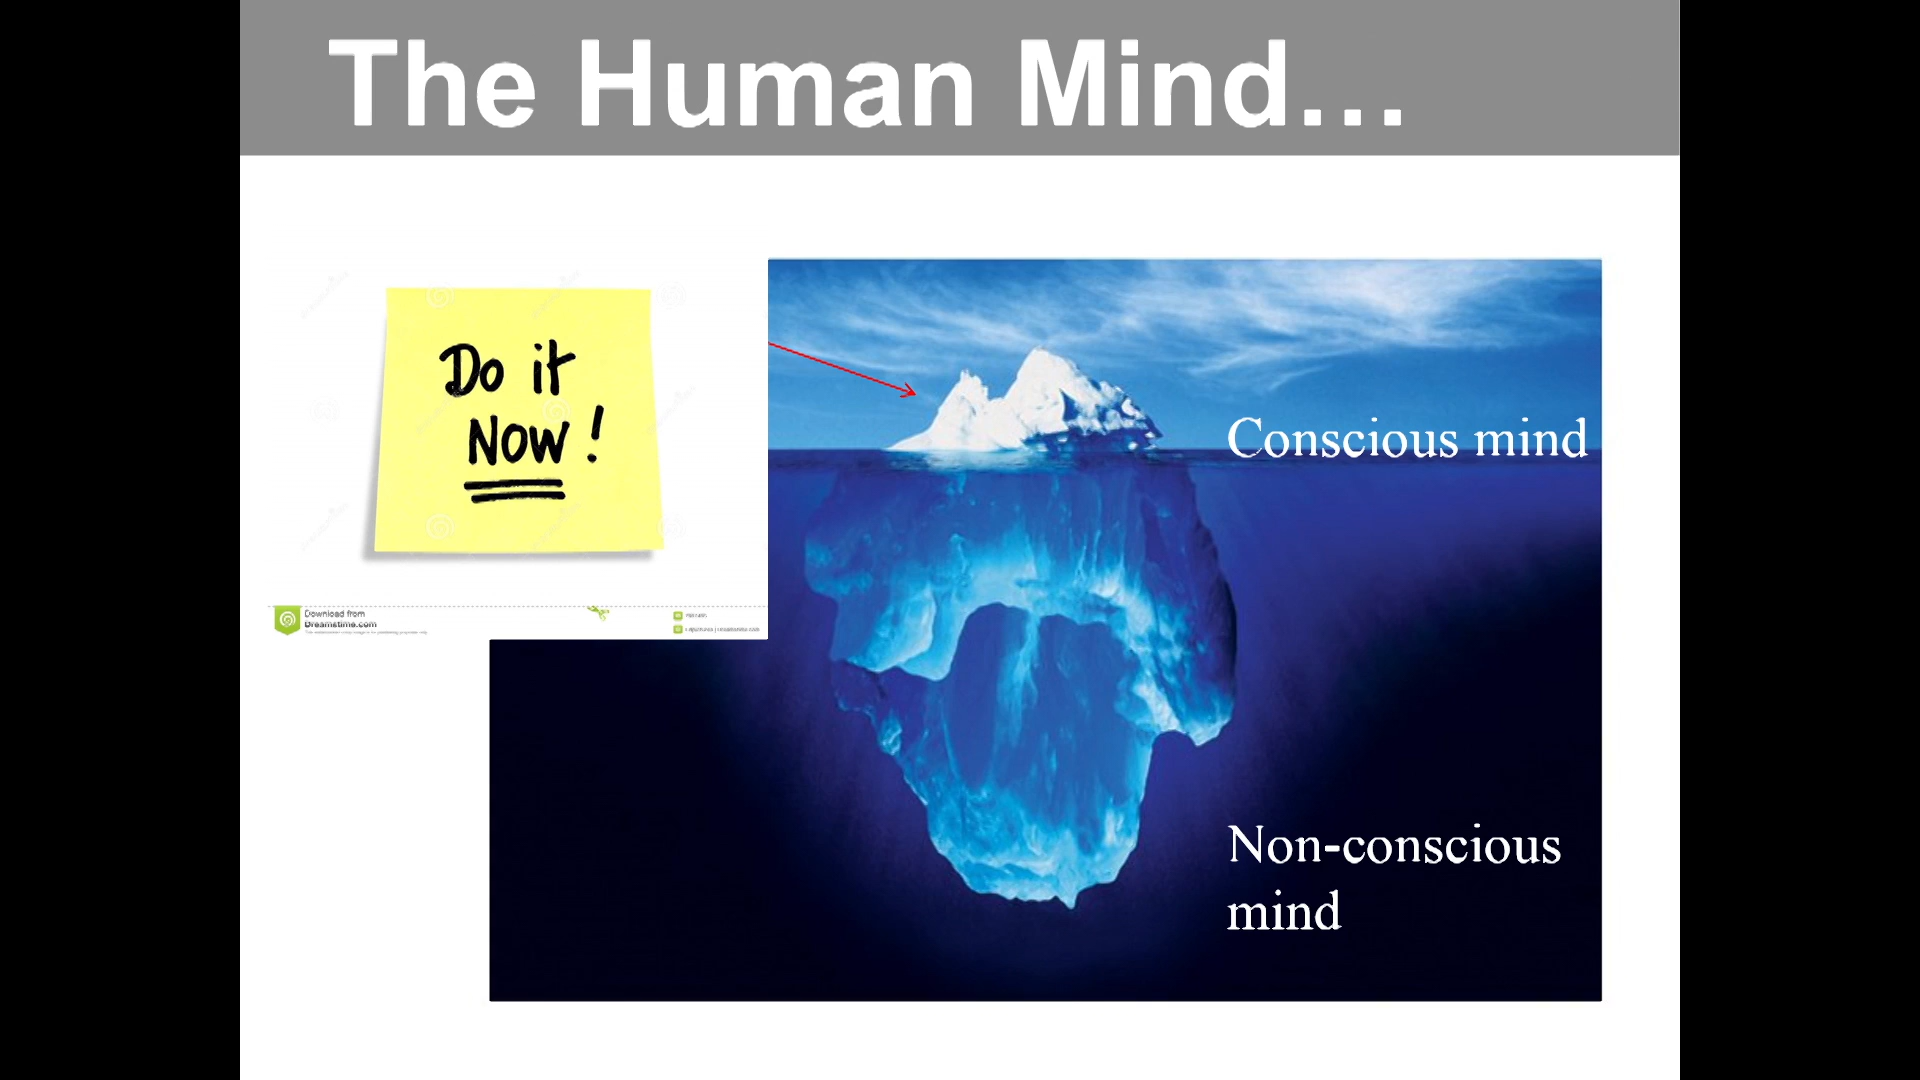 The Human Mind...
Do it
Now!
Conscious mind
Non-conscious
mind
Download from
Dreamstime.com